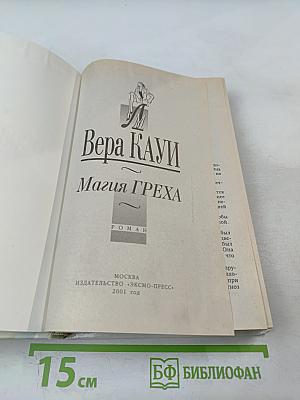 Вера КАУИ
Магия ГРЕХА
РОМАН
МОСКВА
ИЗДАТЕЛЬСТВО «ЭКСМО-ПРЕСС»
2001 год
15 см
БФ БИБЛИОФАН